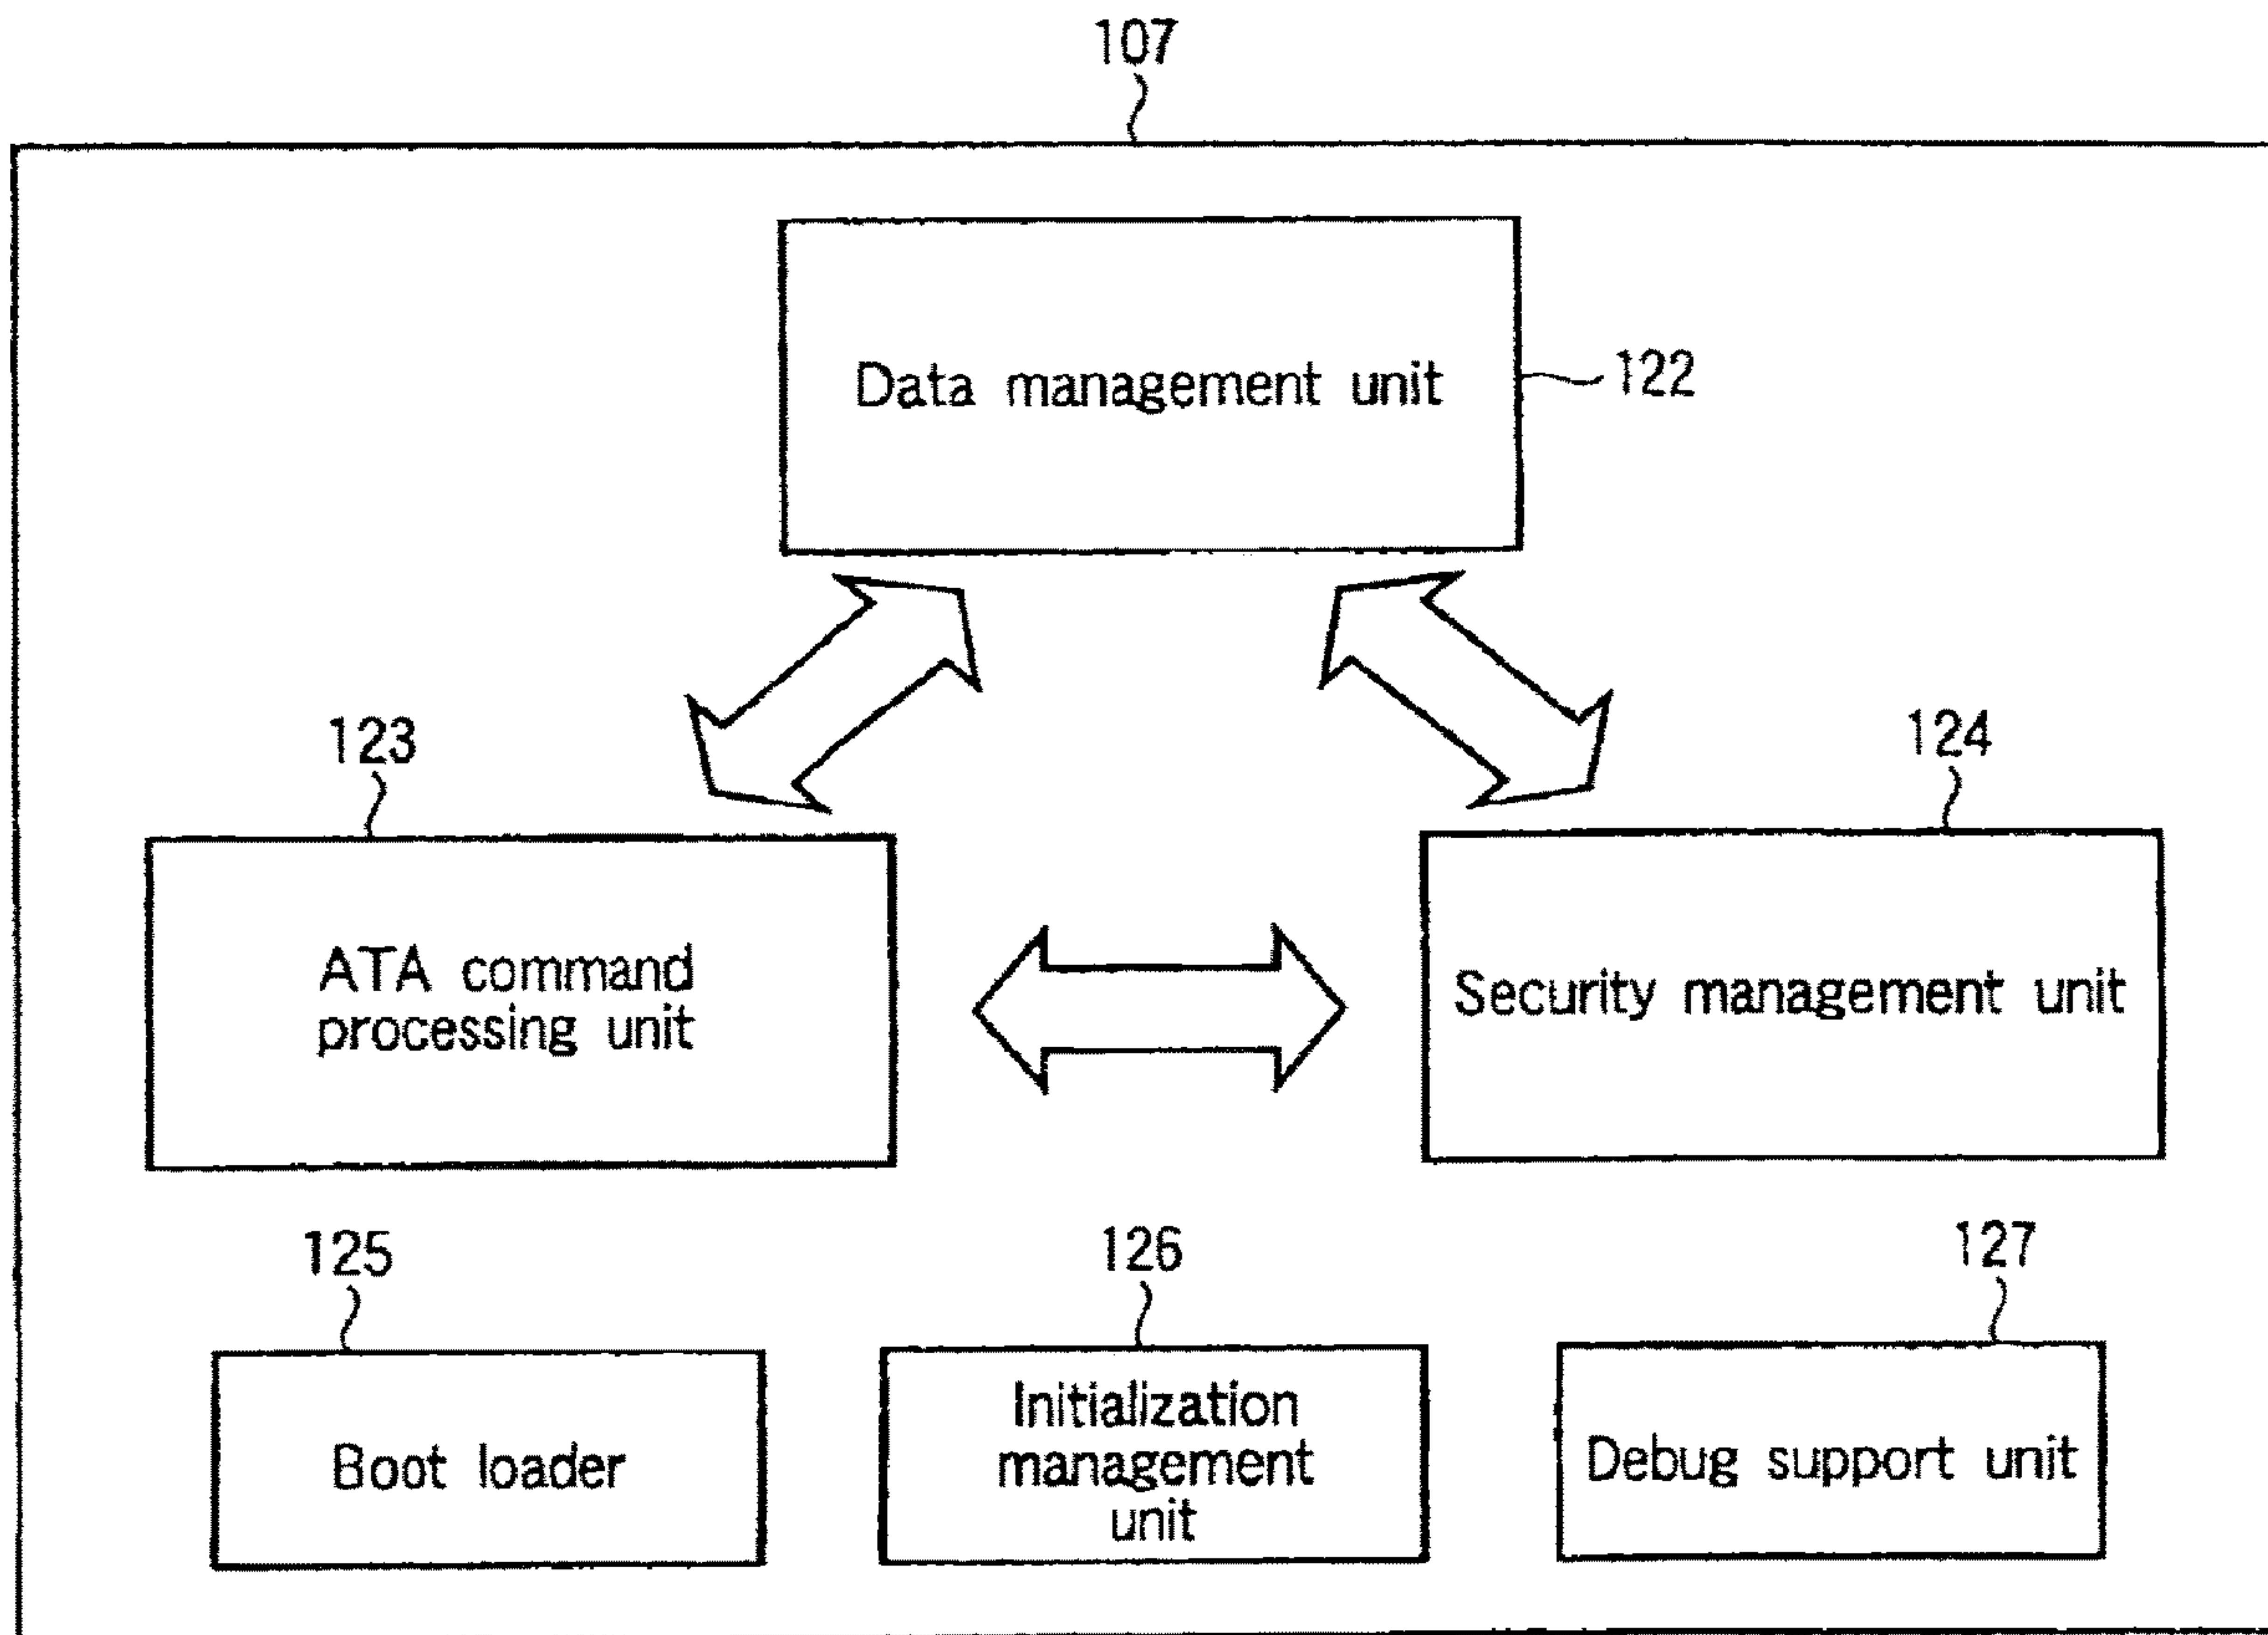 107
Data management unit
122
123
124
ATA command
processing unit
Security management unit
125
126
127
Boot loader
Initialization
management
unit
Debug support unit